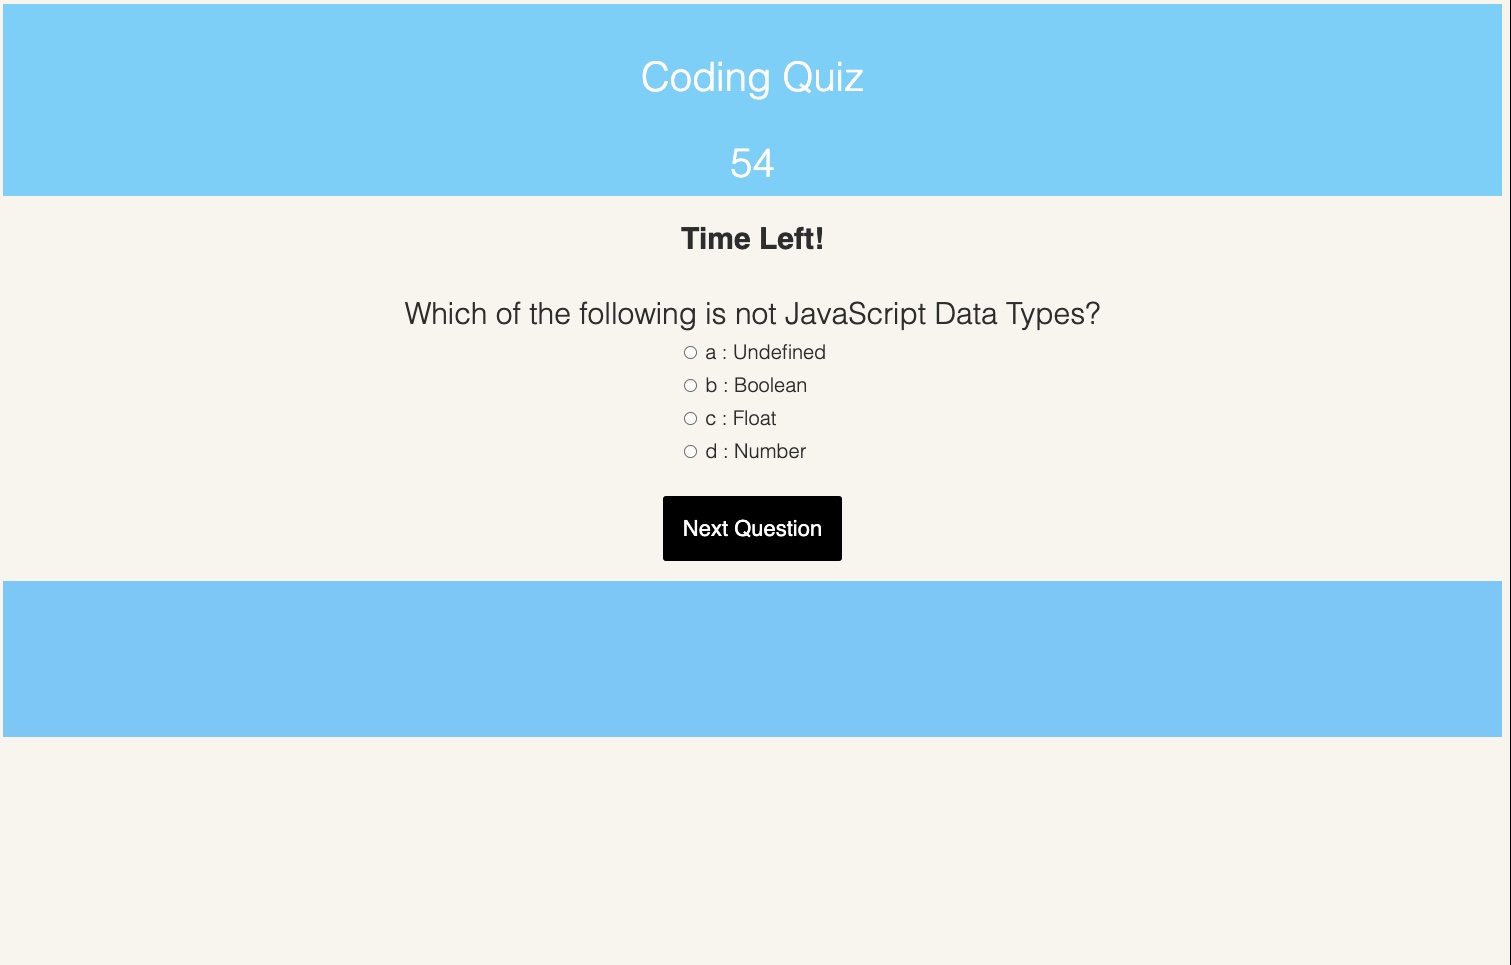 Coding Quiz
54
Time Left!
Which of the following is not JavaScript Data Types?
a : Undefined
b : Boolean
c : Float
d : Number
Next Question